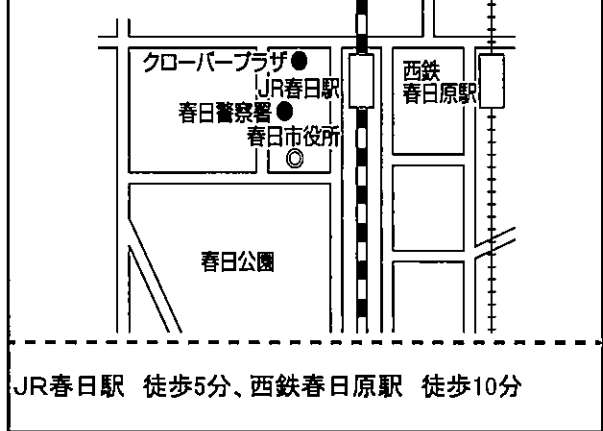 クローバープラザ
JR春日駅
西鉄
春日原駅
春日警察署
春日市役所
春日公園
JR春日駅 徒歩5分、西鉄春日原駅 徒歩10分